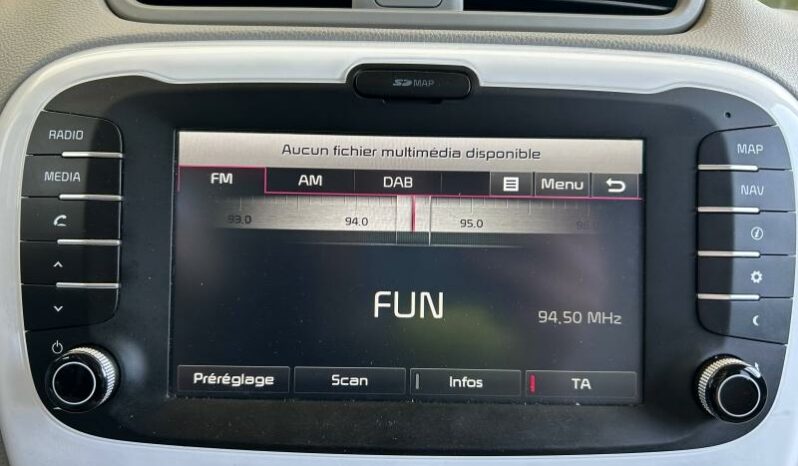 SD MAP
RADIO
MEDIA
Aucun fichier multimédia disponible
FM AM DAB Menu
93.0 94.0 95.0
FUN
94,50 MHz
Préréglage Scan Infos TA
MAP
NAV